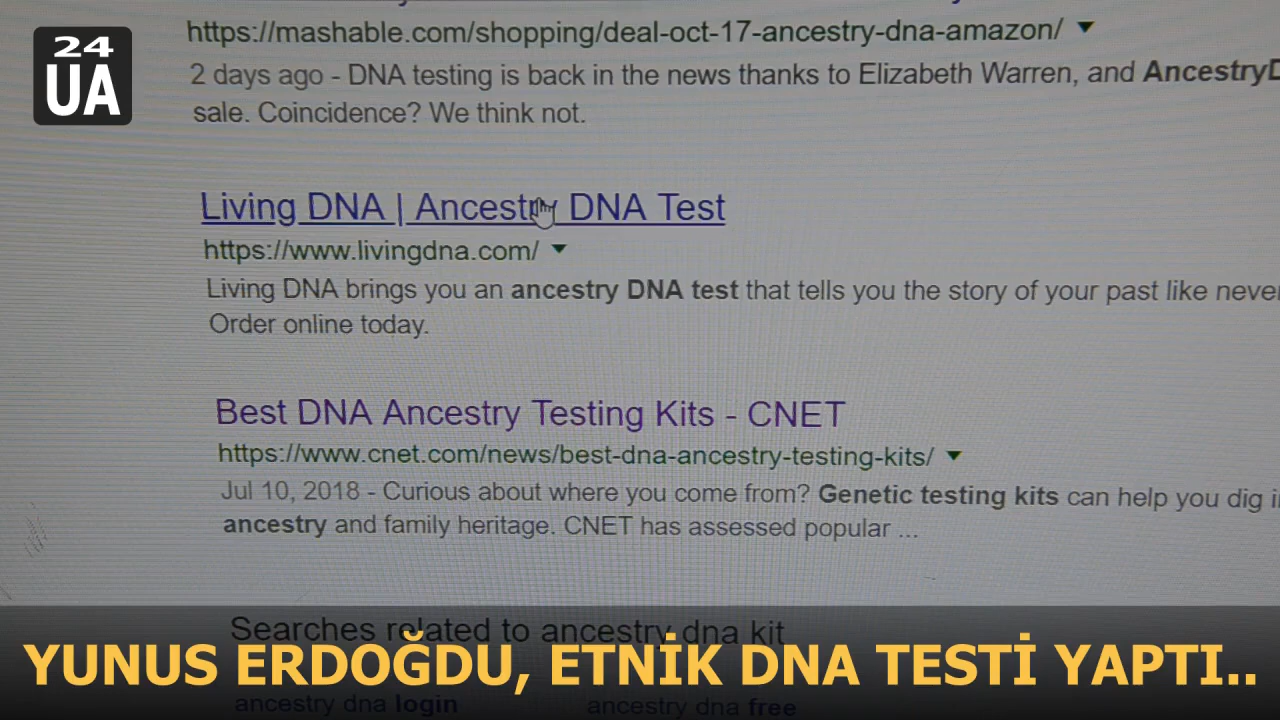 24
UA
https://mashable.com/shopping/deal-oct-17-ancestry-dna-amazon/
2 days ago - DNA testing is back in the news thanks to Elizabeth Warren, and
sale. Coincidence? We think not.
Living DNA | Ancestry DNA Test
https://www.livingdna.com/
Living DNA brings you an ancestry DNA test that tells you the story of your past like
Order online today.
Best DNA Ancestry Testing Kits - CNET
https://www.cnet.com/news/best-dna-ancestry-testing-kits/
Jul 10, 2018 - Curious about where you come from? Genetic testing kits can help you dig
ancestry and family heritage. CNET has assessed popular ...
Searches related to ancestry dna kit
YUNUS ERDOĞDU, ETNİK DNA TESTİ YAPTI..
ancestry dna login ancestry dna free